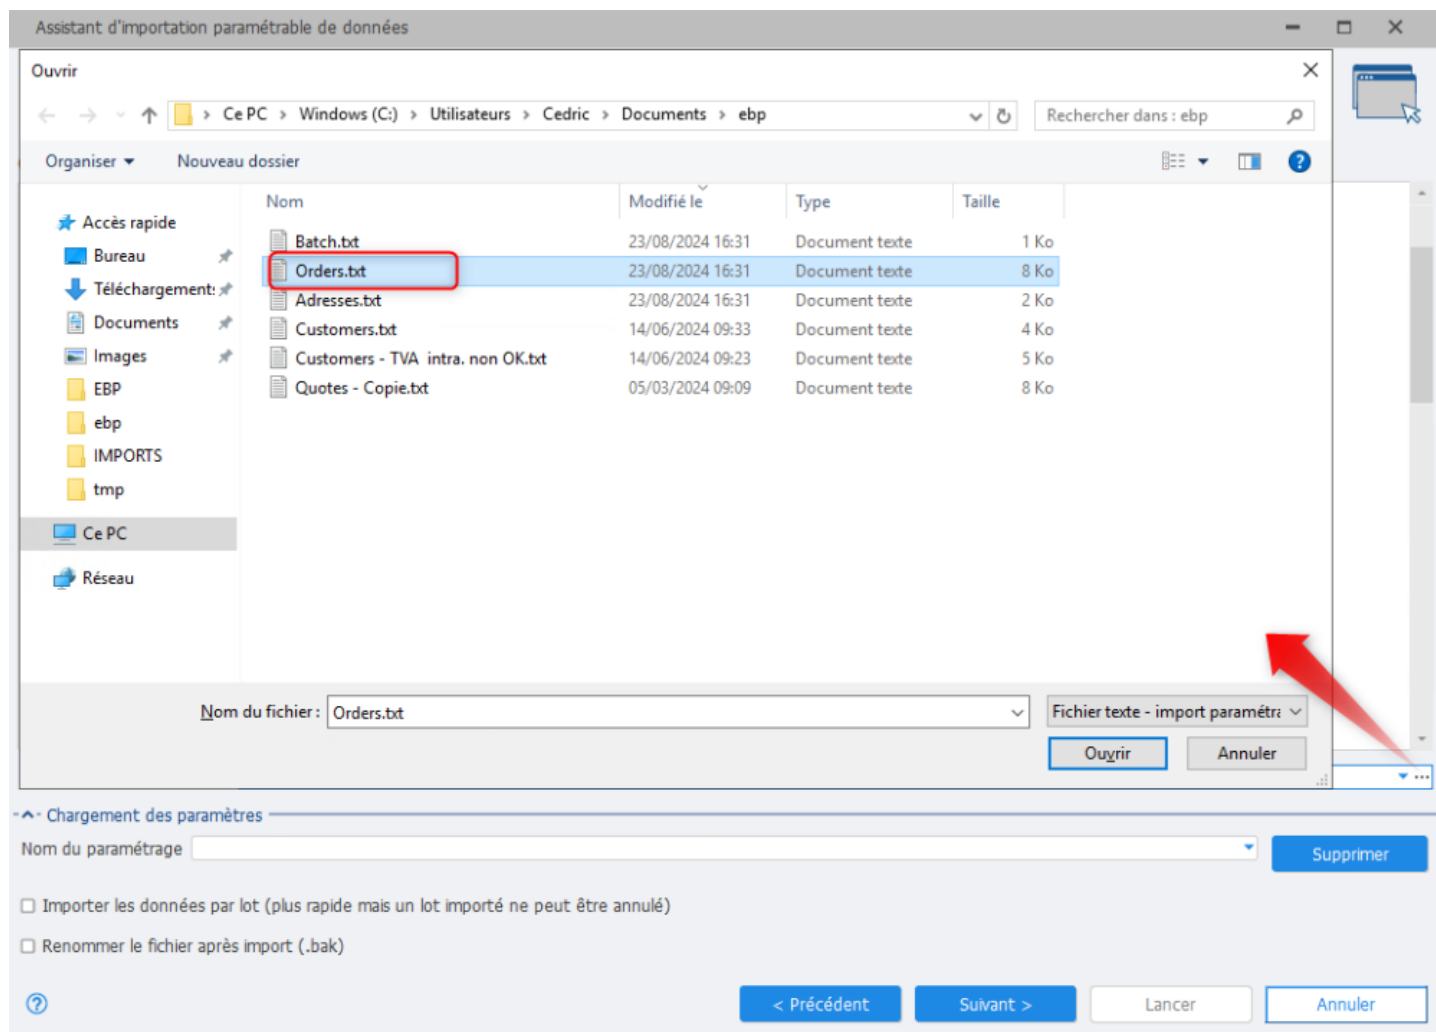 Assistant d'importation paramétrable de données
Ouvrir
Ce PC > Windows (C:) > Utilisateurs > Cedric > Documents > ebp
Rechercher dans : ebp
Organiser
Nouveau dossier
Nom Modifié le Type Taille
Accès rapide
Bureau
Téléchargements
Documents
Images
EBP
ebp
IMPORTS
tmp
Ce PC
Réseau
Batch.txt 23/08/2024 16:31 Document texte 1 Ko
Orders.txt 23/08/2024 16:31 Document texte 8 Ko
Adresses.txt 23/08/2024 16:31 Document texte 2 Ko
Customers.txt 14/06/2024 09:33 Document texte 4 Ko
Customers - TVA intra. non OK.txt 14/06/2024 09:23 Document texte 5 Ko
Quotes - Copie.txt 05/03/2024 09:09 Document texte 8 Ko
Nom du fichier : Orders.txt
Fichier texte - import paramétra
Ouvrir Annuler
Chargement des paramètres
Nom du paramétrage
Supprimer
Importer les données par lot (plus rapide mais un lot importé ne peut être annulé)
Renommer le fichier après import (.bak)
< Précédent Suivant > Lancer Annuler